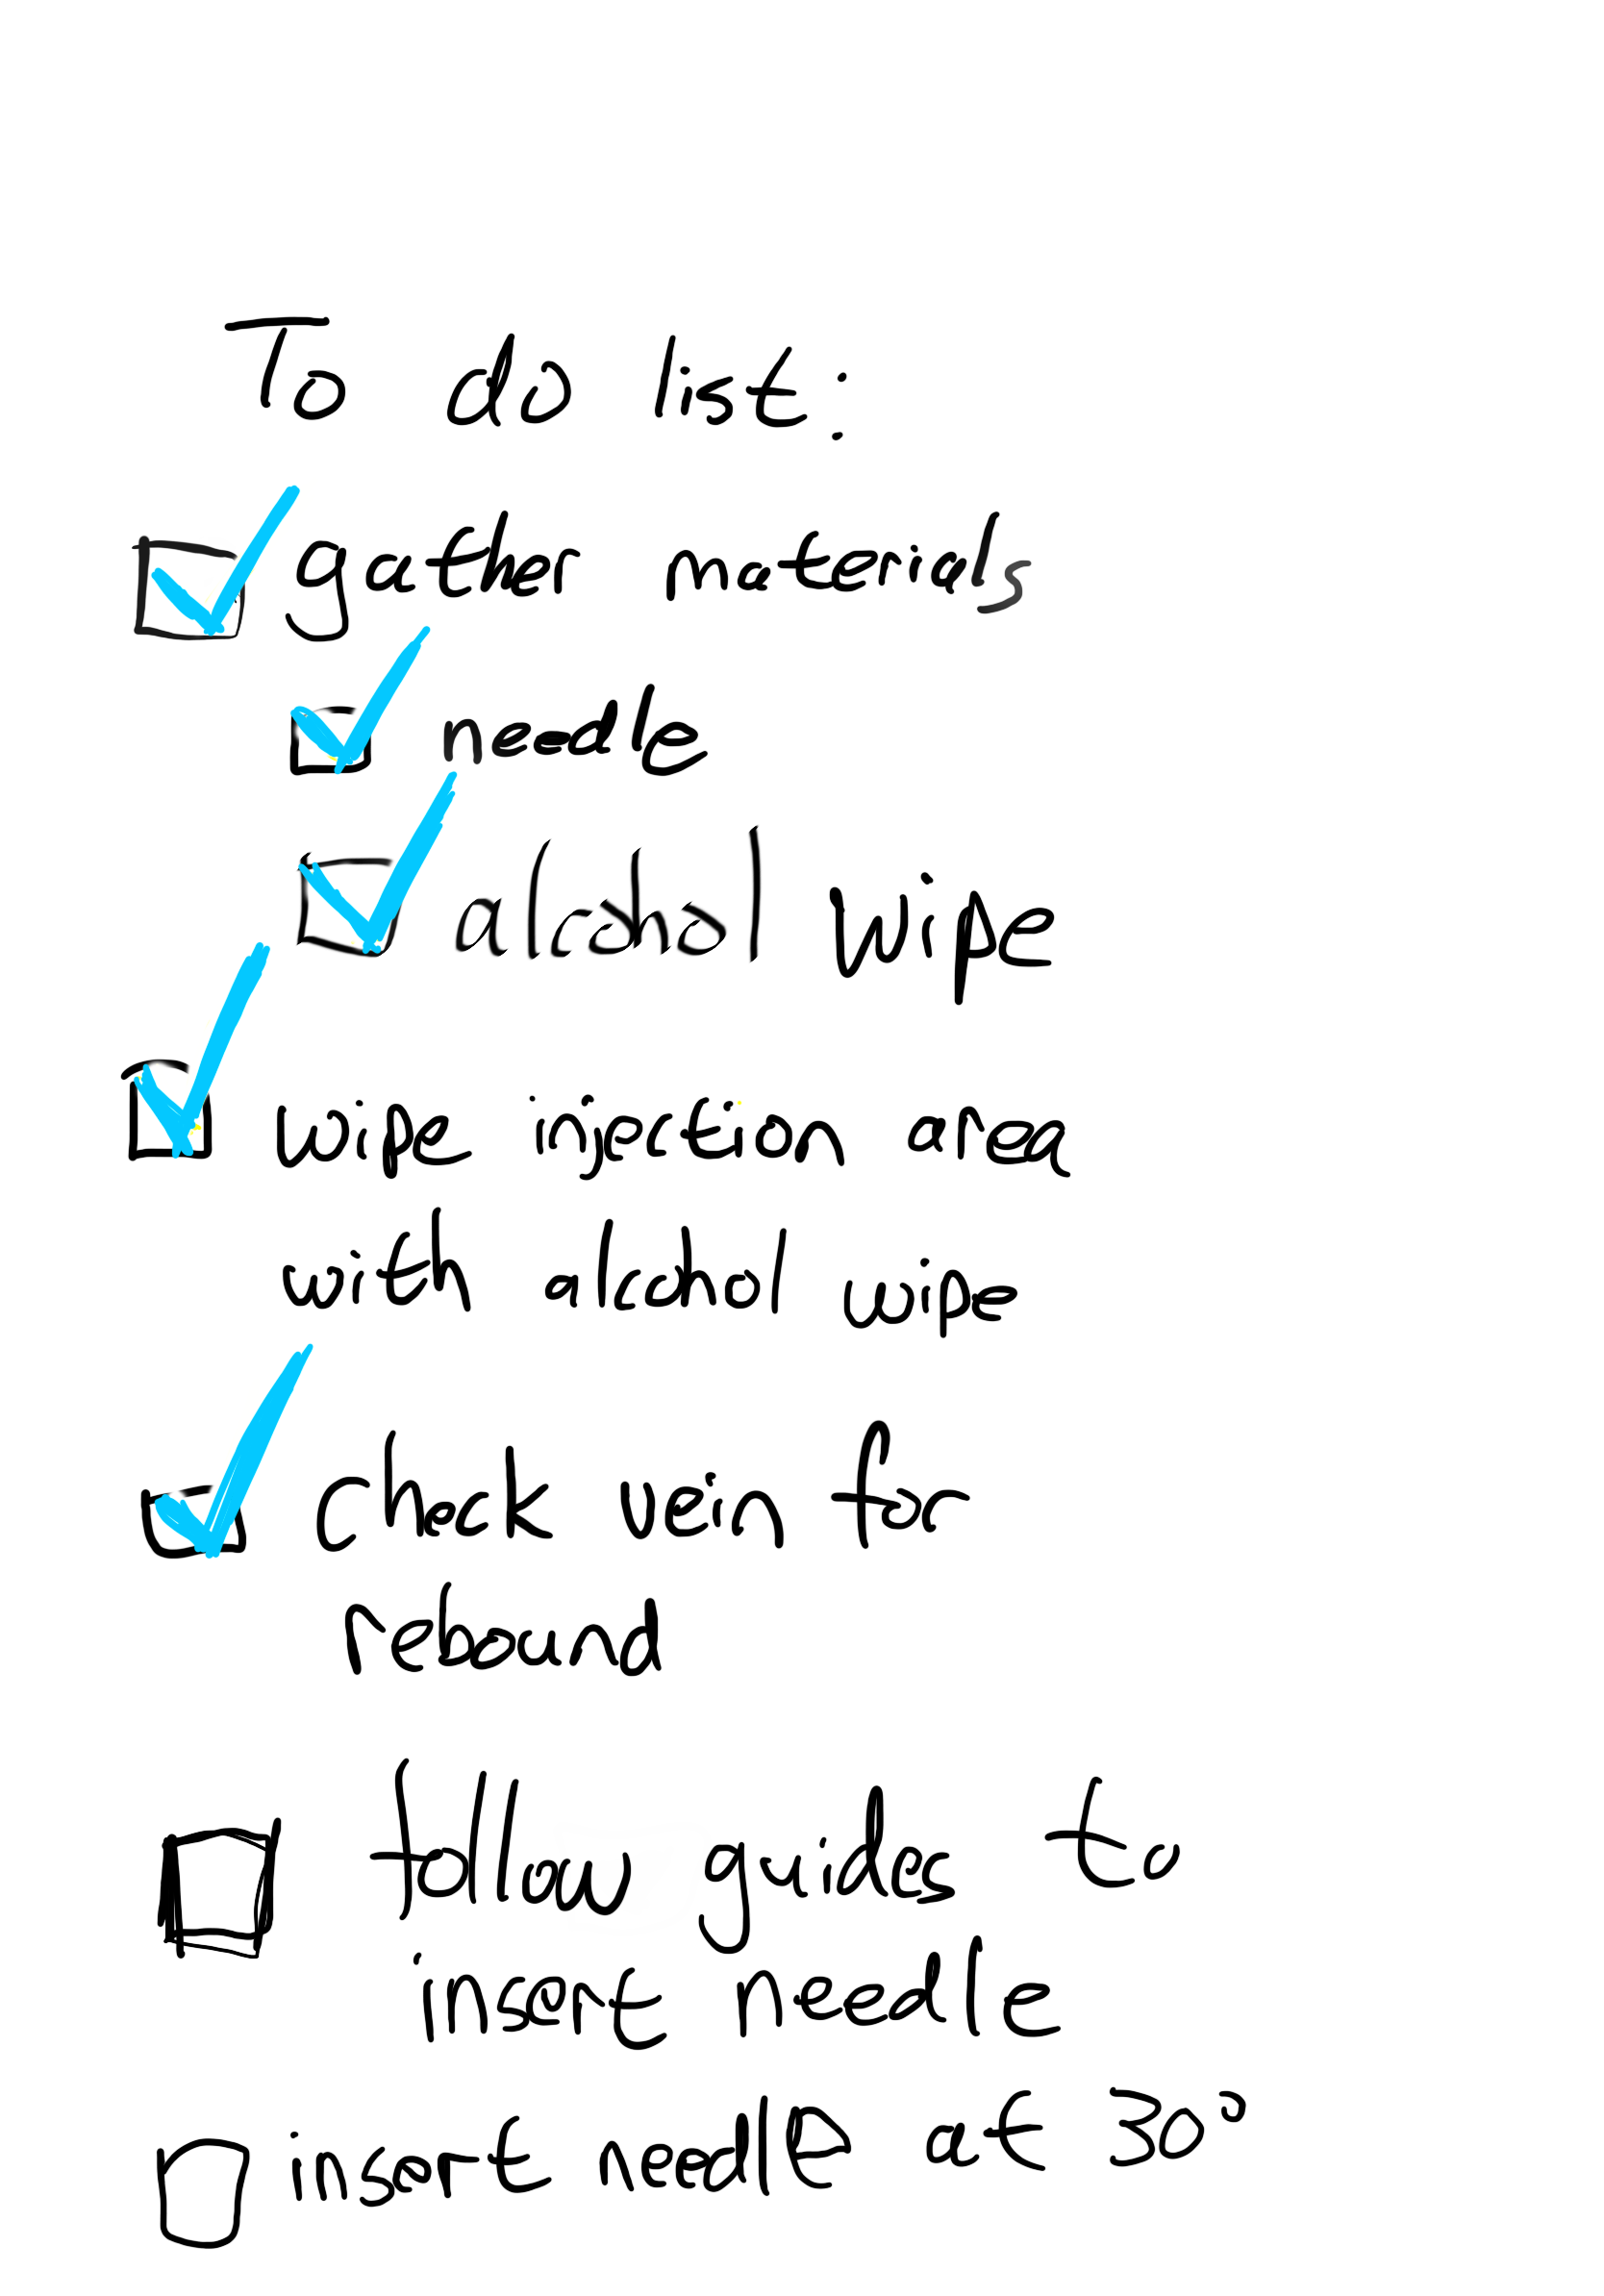 To do list:
gather materials
needle
alcohol wipe
wipe injection area
with alcohol wipe
check vein for
rebound
follow guides to
insert needle
insert needle at 30°